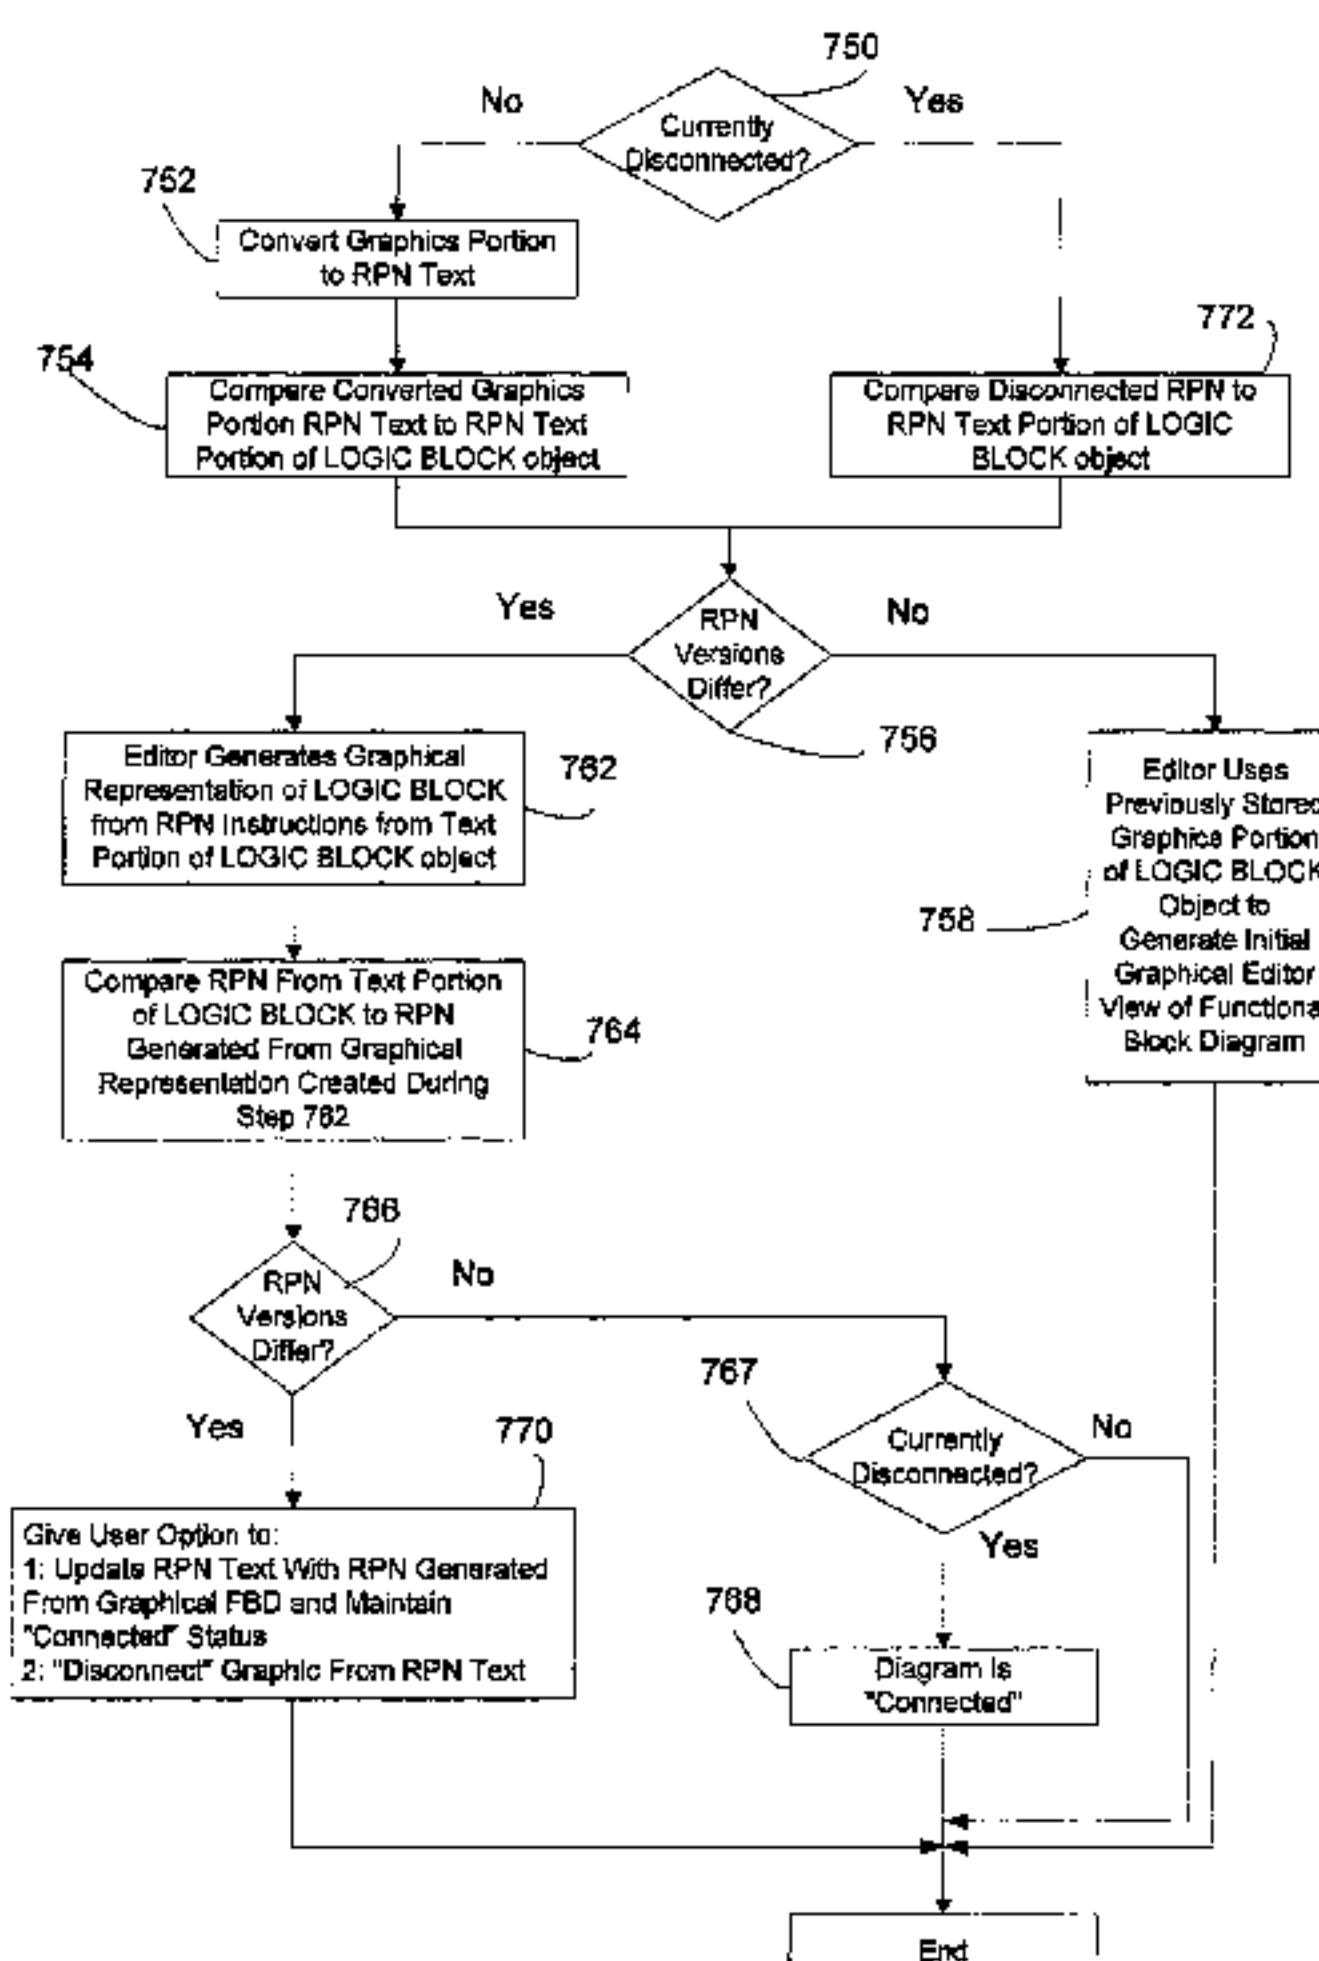 750
No
Yes
Currently
Disconnected?
752
Convert Graphics Portion
to RPN Text
772
754
Compare Converted Graphics
Portion RPN Text to RPN Text
Portion of LOGIC BLOCK object
Compare Disconnected RPN to
RPN Text Portion of LOGIC
BLOCK object
Yes
No
RPN
Versions
Differ?
756
Editor Generates Graphical
Representation of LOGIC BLOCK
from RPN Instructions from Text
Portion of LOGIC BLOCK object
762
Editor Uses
Previously Stored
Graphics Portion
of LOGIC BLOCK
Object to
Generate Initial
Graphical Editor
View of Functiona
Block Diagram
758
Compare RPN From Text Portion
of LOGIC BLOCK to RPN
Generated From Graphical
Representation Created During
Step 762
764
766
RPN
Versions
Differ?
No
Yes
767
Currently
Disconnected?
No
Yes
770
Give User Option to:
1: Update RPN Text With RPN Generated
From Graphical FBD and Maintain
"Connected" Status
2: "Disconnect" Graphic From RPN Text
768
Diagram Is
"Connected"
End